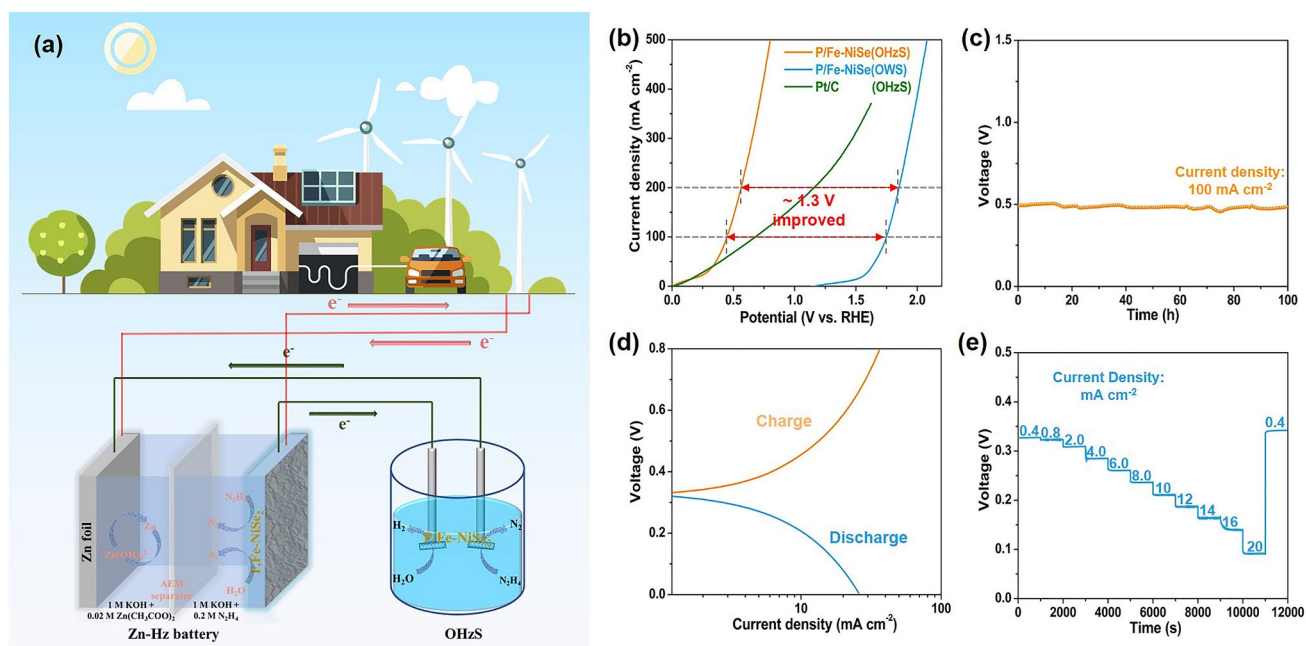 (a)
e⁻
e⁻
e⁻
e⁻
Zn foil
Zn
AEM
separator
N₂
H₂O
P,Fe-NiSe₂
1 M KOH +
0.02 M Zn(CH₃COO)₂
1 M KOH +
0.2 M N₂H₄
Zn-Hz battery
H₂
N₂
H₂O
N₂H₄
OHzS
(b)
500
400
300
200
100
0
Current density (mA cm⁻²)
P/Fe-NiSe(OHzS)
P/Fe-NiSe(OWS)
Pt/C (OHzS)
~ 1.3 V
improved
0.0 0.5 1.0 1.5 2.0
Potential (V vs. RHE)
(c)
1.5
1.0
0.5
0.0
Voltage (V)
Current density:
100 mA cm⁻²
0 20 40 60 80 100
Time (h)
(d)
0.8
0.6
0.4
0.2
0.0
Voltage (V)
Charge
Discharge
10 100
Current density (mA cm⁻²)
(e)
0.5
0.4
0.3
0.2
0.1
0.0
Voltage (V)
Current Density:
mA cm⁻²
0.4 0.8 2.0 4.0 6.0 8.0 10 12 14 16 20 0.4
0 2000 4000 6000 8000 10000 12000
Time (s)